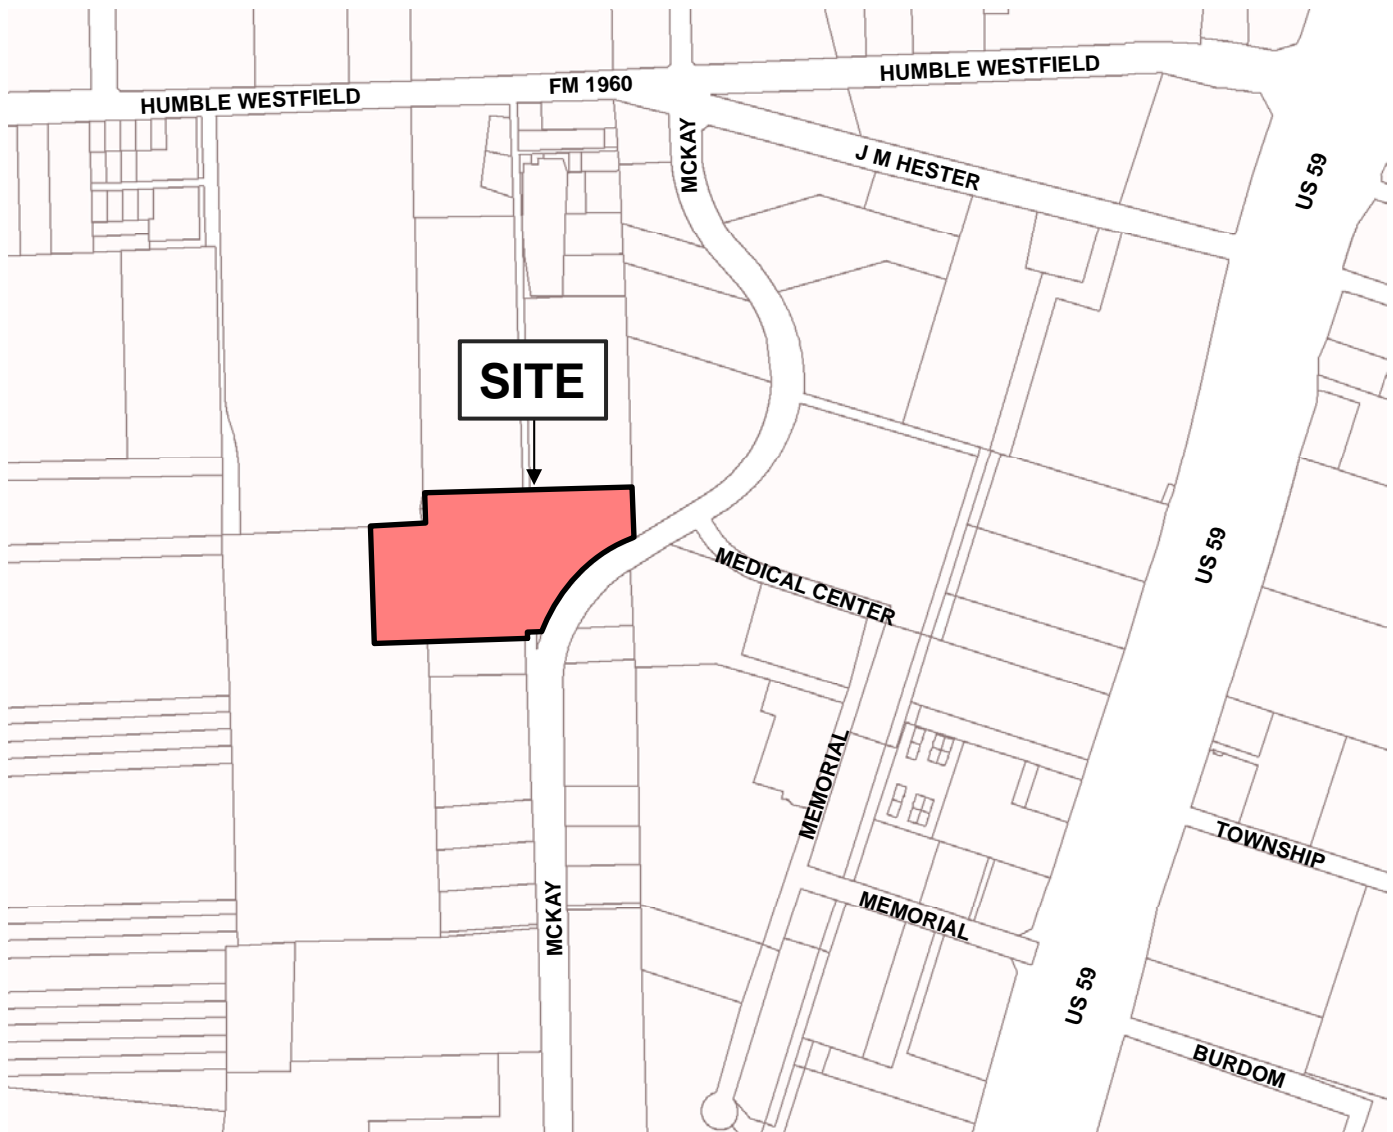 HUMBLE WESTFIELD
FM 1960
HUMBLE WESTFIELD
MCKAY
J M HESTER
US 59
SITE
US 59
MEDICAL CENTER
MEMORIAL
TOWNSHIP
MCKAY
MEMORIAL
US 59
BURDOM